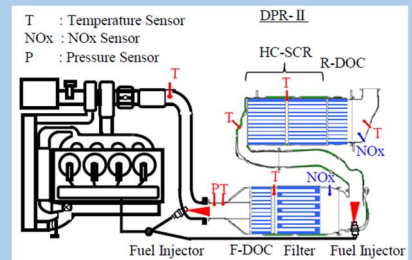 T : Temperature Sensor
NOx : NOx Sensor
P : Pressure Sensor
DPR-II
HC-SCR
R-DOC
T
T
T
T
NOx
T
NOx
PT
Fuel Injector
F-DOC
Filter
Fuel Injector